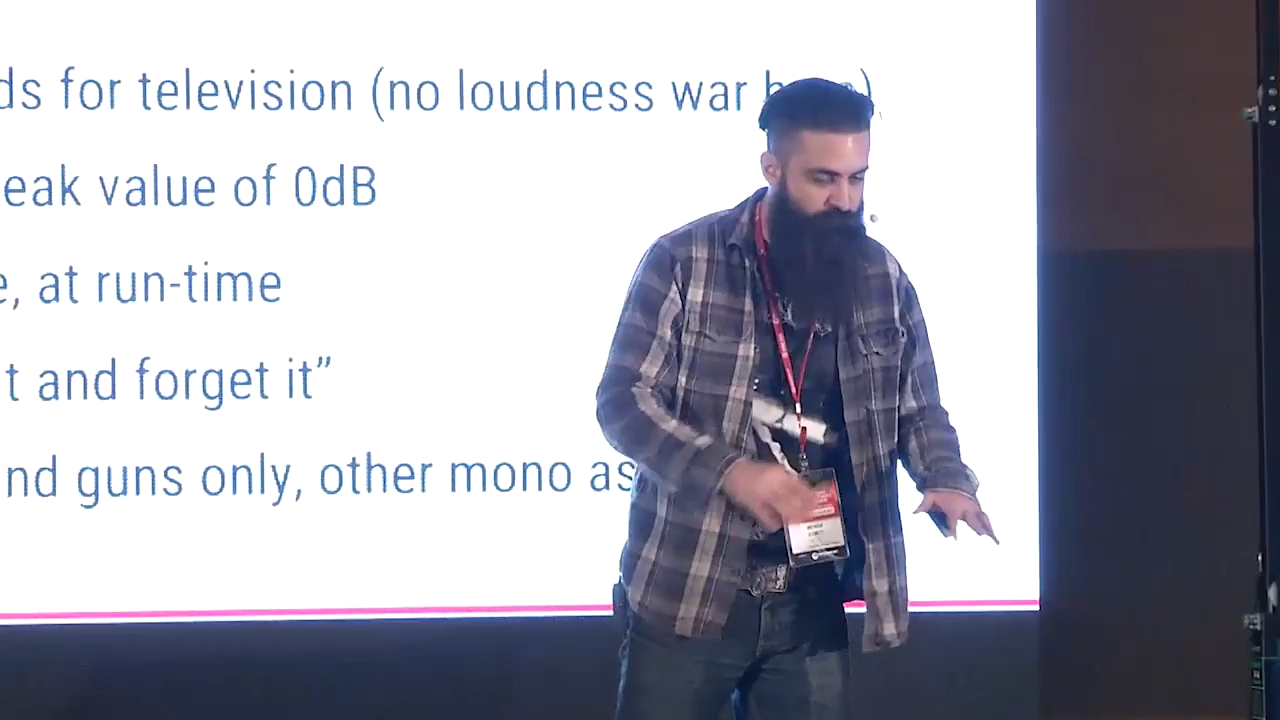 ds for television (no loudness war
eak value of 0dB
e, at run-time
t and forget it”
nd guns only, other mono as